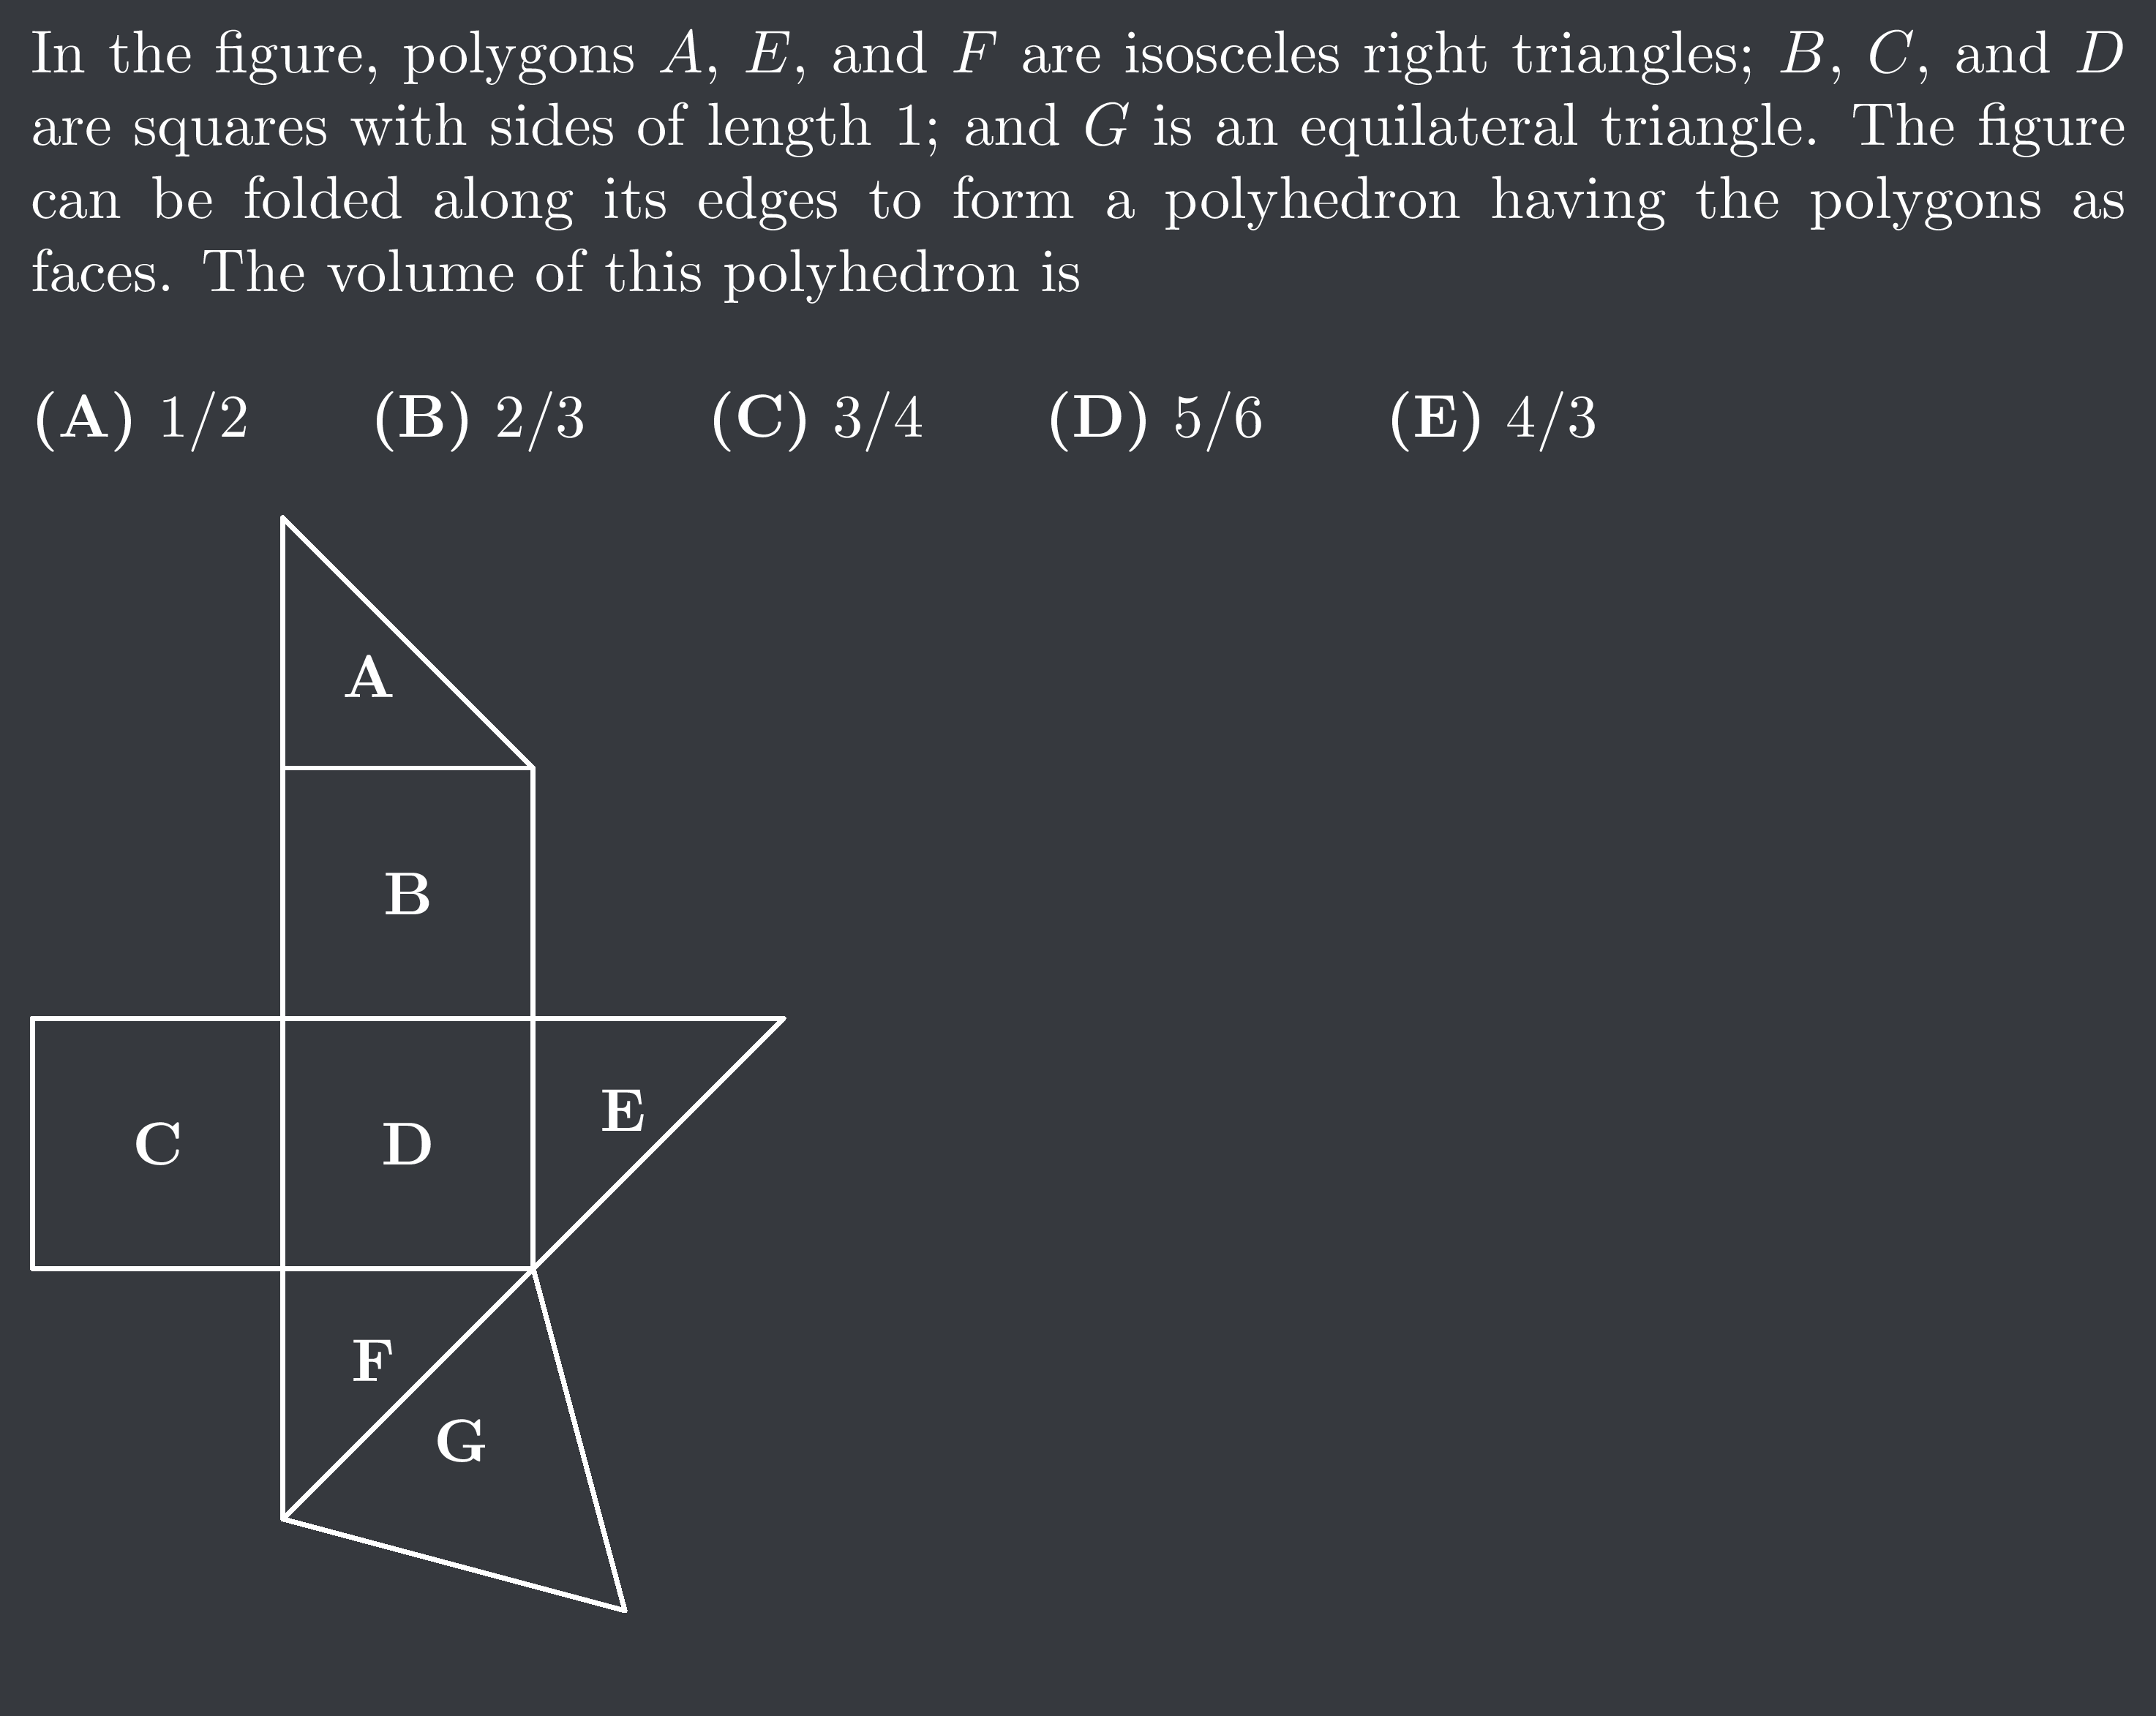 In the figure, polygons A, E, and F are isosceles right triangles; B, C, and D
are squares with sides of length 1; and G is an equilateral triangle. The figure
can be folded along its edges to form a polyhedron having the polygons as
faces. The volume of this polyhedron is
(A) 1/2 (B) 2/3 (C) 3/4 (D) 5/6 (E) 4/3
A
B
E
C D
F
G